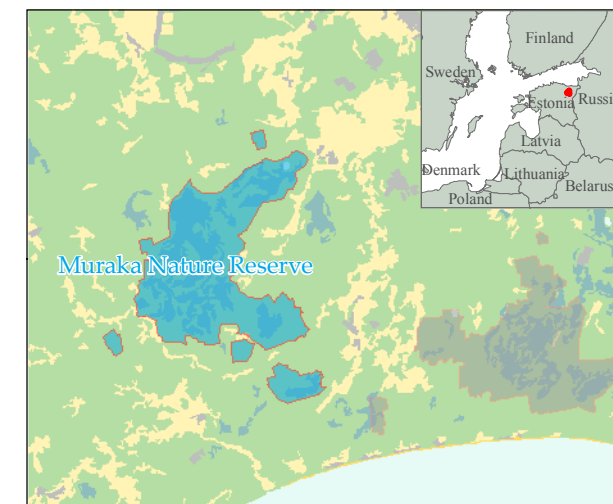 Finland
Sweden
Estonia
Russi
Latvia
Denmark
Lithuania
Belarus
Poland
Muraka Nature Reserve